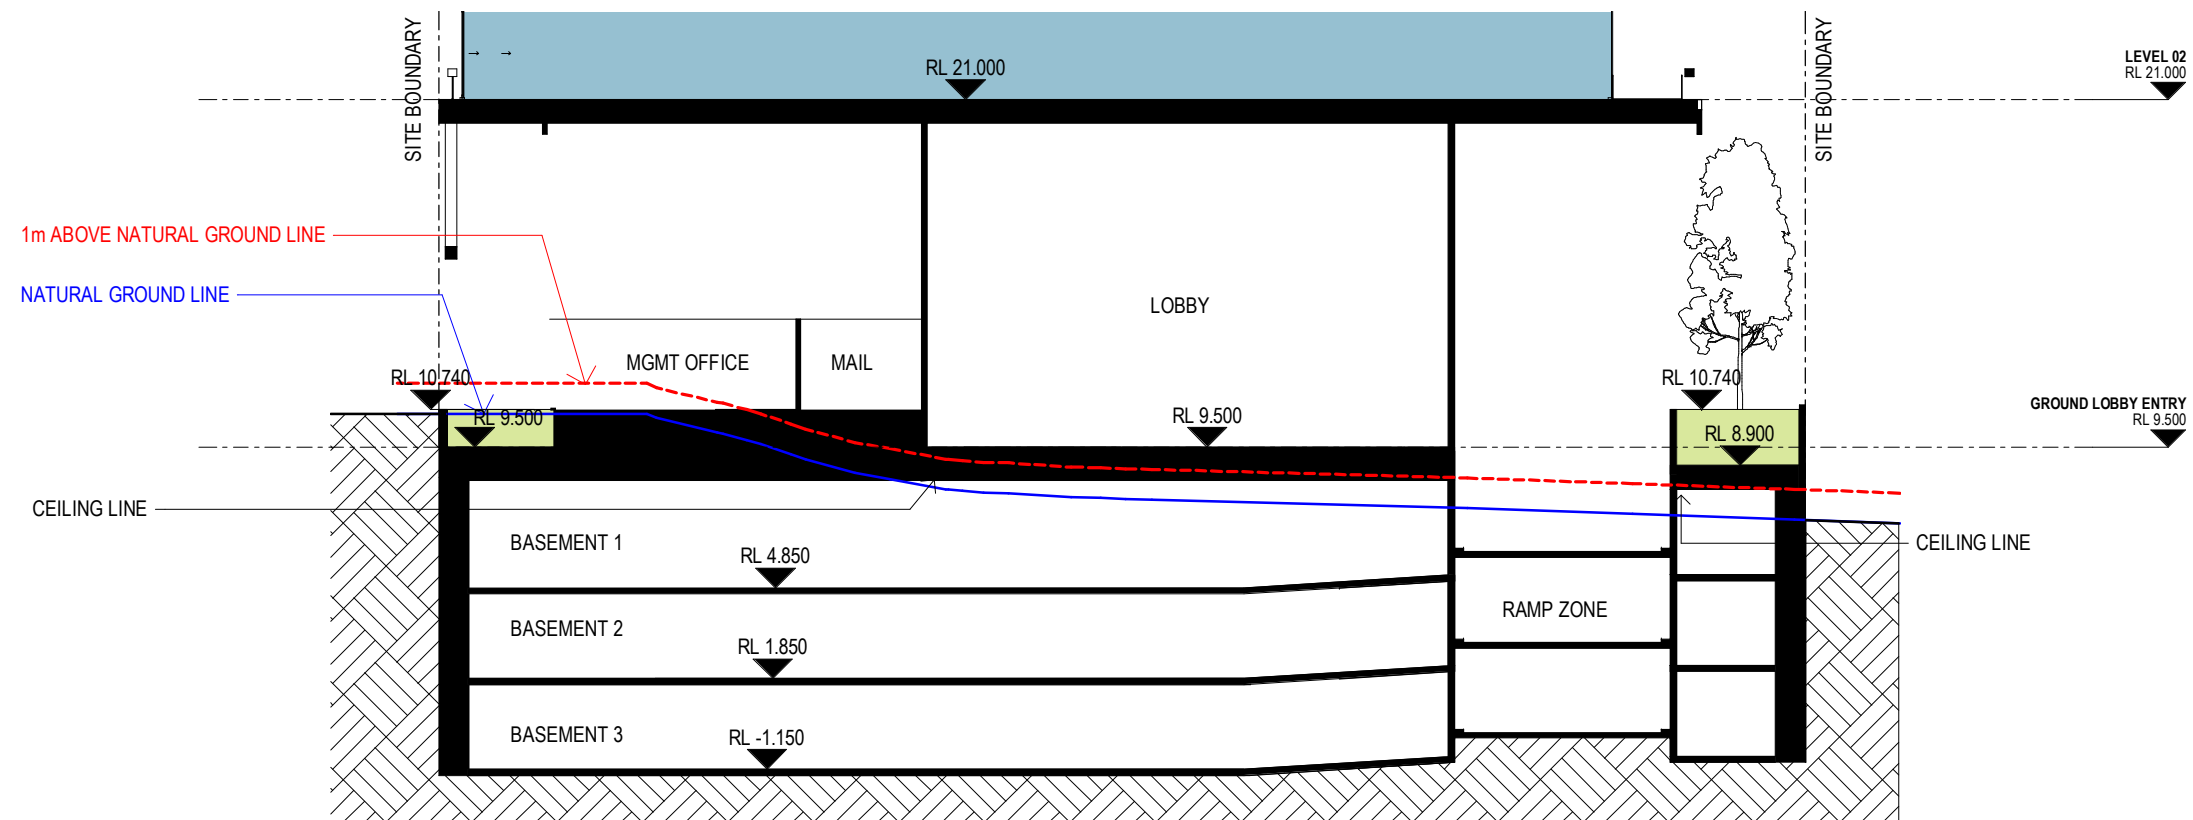 SITE BOUNDARY
SITE BOUNDARY
RL 21.000
LEVEL 02
RL 21.000
1m ABOVE NATURAL GROUND LINE
NATURAL GROUND LINE
LOBBY
MGMT OFFICE
MAIL
RL 10.740
RL 10.740
RL 9.500
RL 9.500
RL 8.900
GROUND LOBBY ENTRY
RL 9.500
CEILING LINE
CEILING LINE
BASEMENT 1
RL 4.850
BASEMENT 2
RL 1.850
RAMP ZONE
BASEMENT 3
RL -1.150